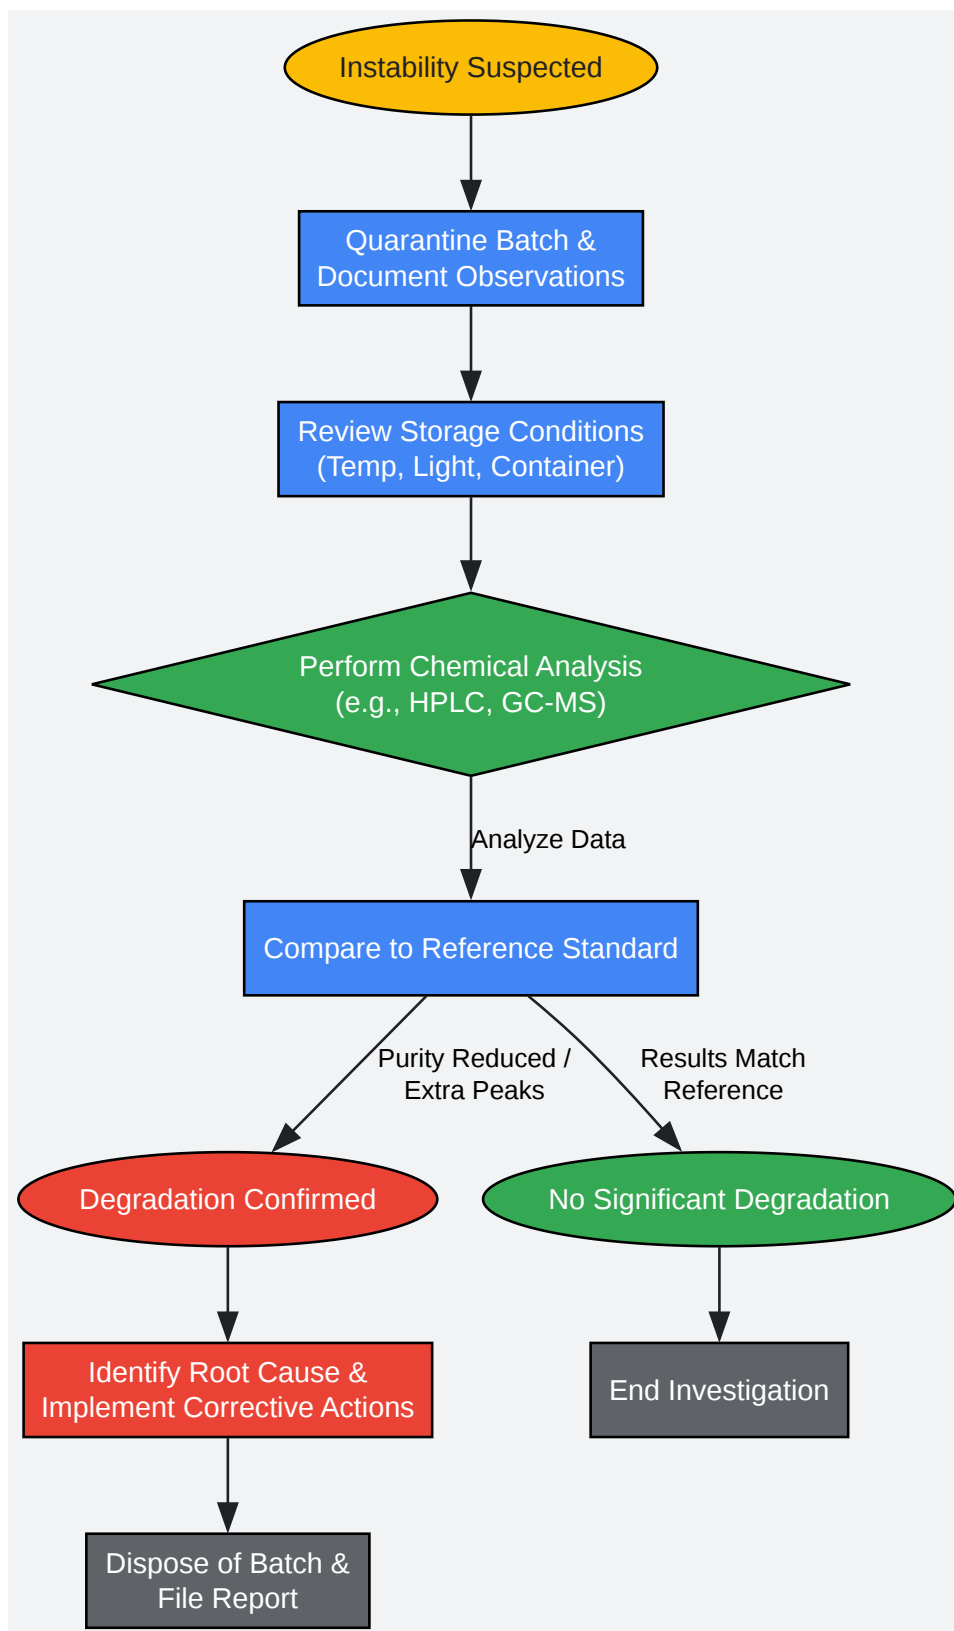 Instability Suspected
Quarantine Batch &
Document Observations
Review Storage Conditions
(Temp, Light, Container)
Perform Chemical Analysis
(e.g., HPLC, GC-MS)
Analyze Data
Compare to Reference Standard
Purity Reduced /
Extra Peaks
Results Match
Reference
Degradation Confirmed
No Significant Degradation
Identify Root Cause &
Implement Corrective Actions
End Investigation
Dispose of Batch &
File Report